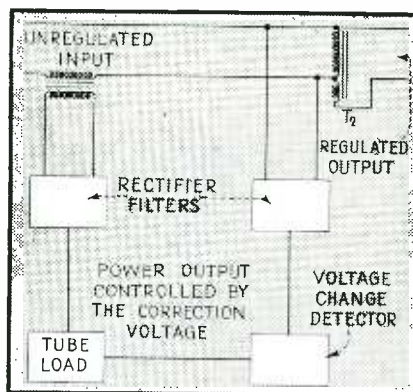 UNREGULATED
INPUT
T2
REGULATED
OUTPUT
RECTIFIER
FILTERS
POWER OUTPUT
CONTROLLED BY
THE CORRECTION
VOLTAGE
VOLTAGE
CHANGE
DETECTOR
TUBE
LOAD